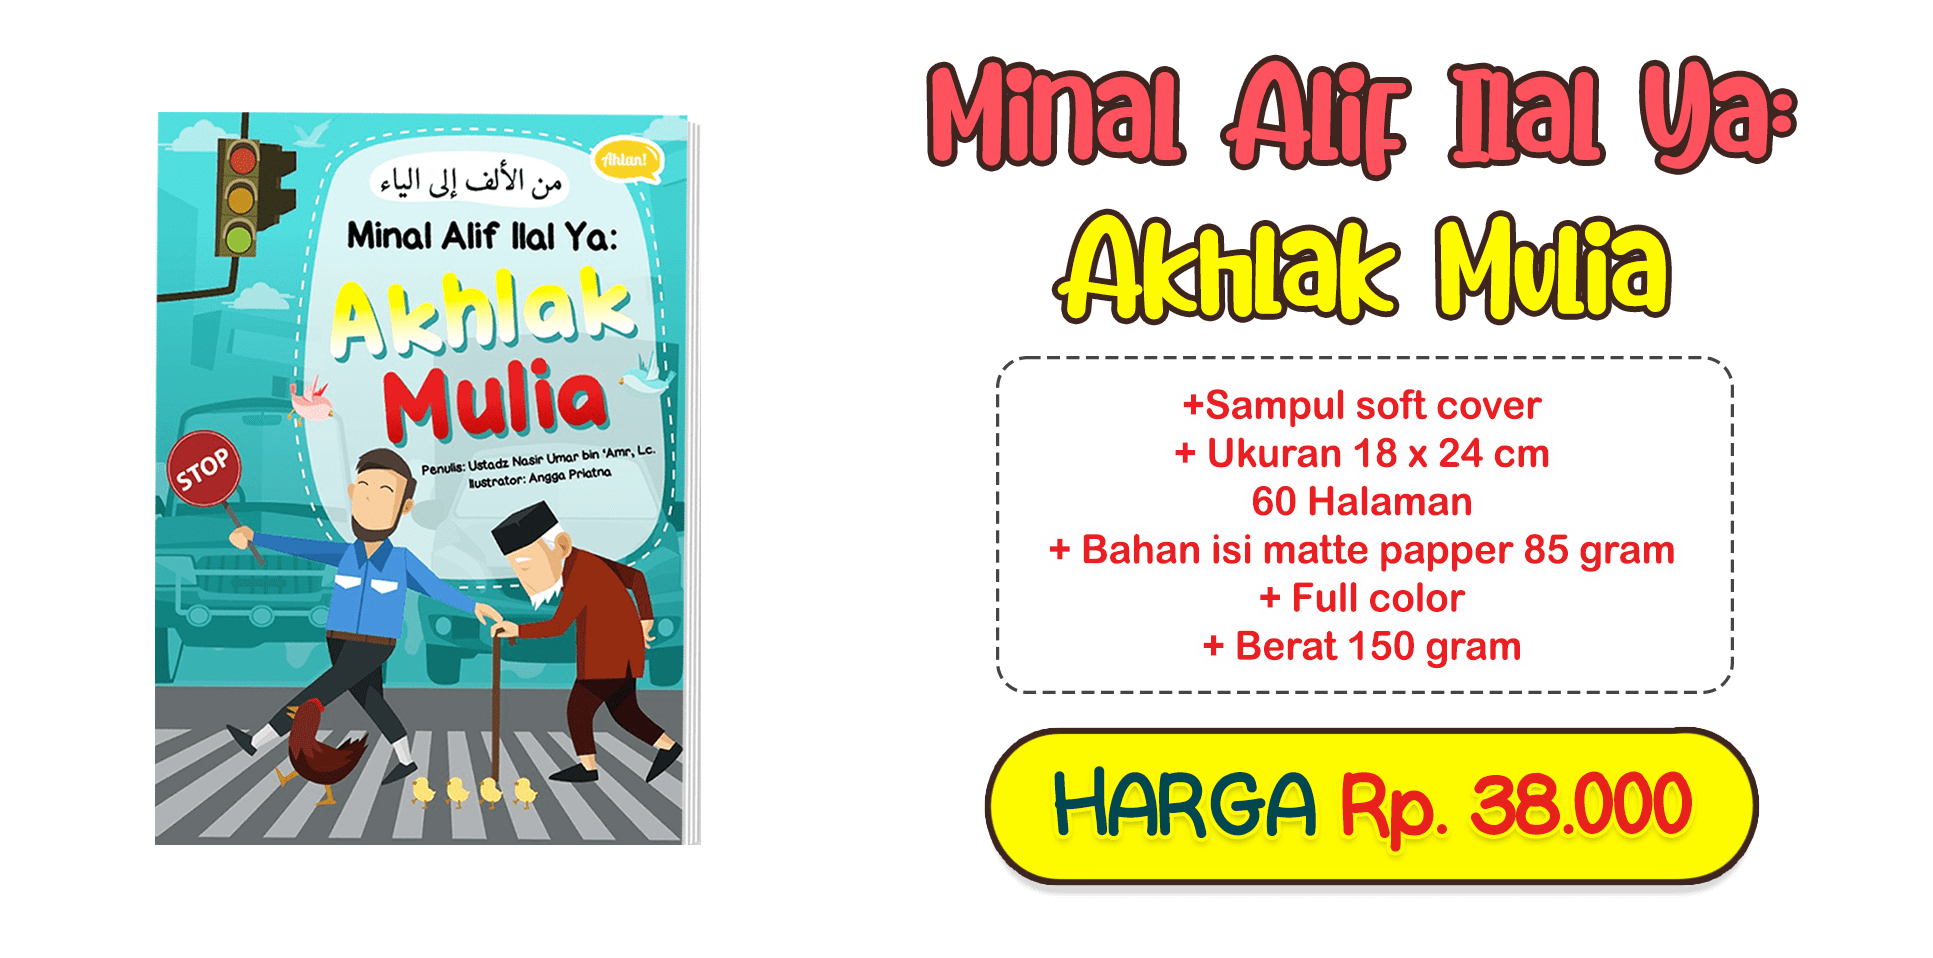 Ahlan!
من الألف إلى الياء
Minal Alif Ilal Ya:
Akhlak
Mulia
Penulis: Ustadz Nasir Umar bin ‘Amr, Lc.
Ilustrator: Angga Priatna
STOP
Minal Alif Ilal Ya:
Akhlak Mulia
+Sampul soft cover
+ Ukuran 18 x 24 cm
60 Halaman
+ Bahan isi matte papper 85 gram
+ Full color
+ Berat 150 gram
HARGA Rp. 38.000